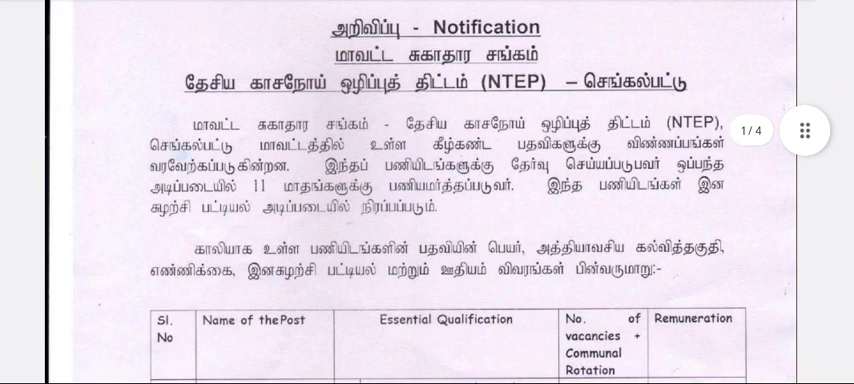 அறிவிப்பு - Notification
மாவட்ட சுகாதார சங்கம்
தேசிய காசநோய் ஒழிப்புத் திட்டம் (NTEP) – செங்கல்பட்டு
மாவட்ட சுகாதார சங்கம் - தேசிய காசநோய் ஒழிப்புத் திட்டம் (NTEP),
செங்கல்பட்டு மாவட்டத்தில் உள்ள கீழ்கண்ட பதவிகளுக்கு விண்ணப்பங்கள்
வரவேற்கப்படுகின்றன. இந்தப் பணியிடங்களுக்கு தேர்வு செய்யப்படுபவர் ஒப்பந்த
அடிப்படையில் 11 மாதங்களுக்கு பணியமர்த்தப்படுவர். இந்த பணியிடங்கள் இன
சுழற்சி பட்டியல் அடிப்படையில் நிரப்பப்படும்.
காலியாக உள்ள பணியிடங்களின் பதவியின் பெயர், அத்தியாவசிய கல்வித்தகுதி,
எண்ணிக்கை, இனசுழற்சி பட்டியல் மற்றும் ஊதியம் விவரங்கள் பின்வருமாறு:-
Sl. No
Name of the Post
Essential Qualification
No. of
vacancies +
Communal
Rotation
Remuneration
1 / 4